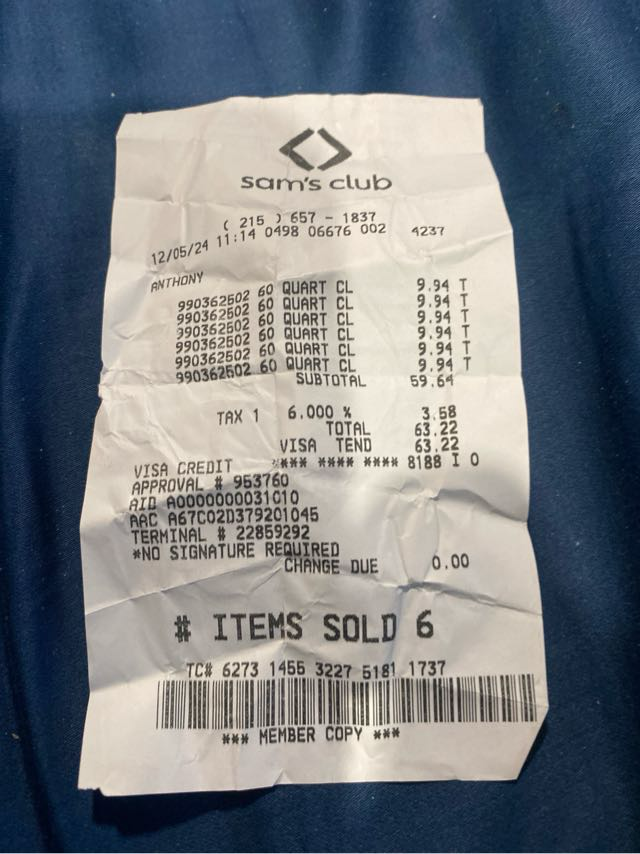 sam's club
( 215 ) 657 - 1837
12/05/24 11:14 0498 06676 002 4237
ANTHONY
990362502 60 QUART CL 9.94 T
990362502 60 QUART CL 9.94 T
990362502 60 QUART CL 9.94 T
990362502 60 QUART CL 9.94 T
990362502 60 QUART CL 9.94 T
990362502 60 QUART CL 9.94 T
SUBTOTAL 59.64
TAX 1 6.000 % 3.58
TOTAL 63.22
VISA TEND 63.22
VISA CREDIT **** **** **** 8188 I 0
APPROVAL # 953760
AID A0000000031010
AAC A67C02D379201045
TERMINAL # 22859292
*NO SIGNATURE REQUIRED
CHANGE DUE 0.00
# ITEMS SOLD 6
TC# 6273 1455 3227 5181 1737
*** MEMBER COPY ***